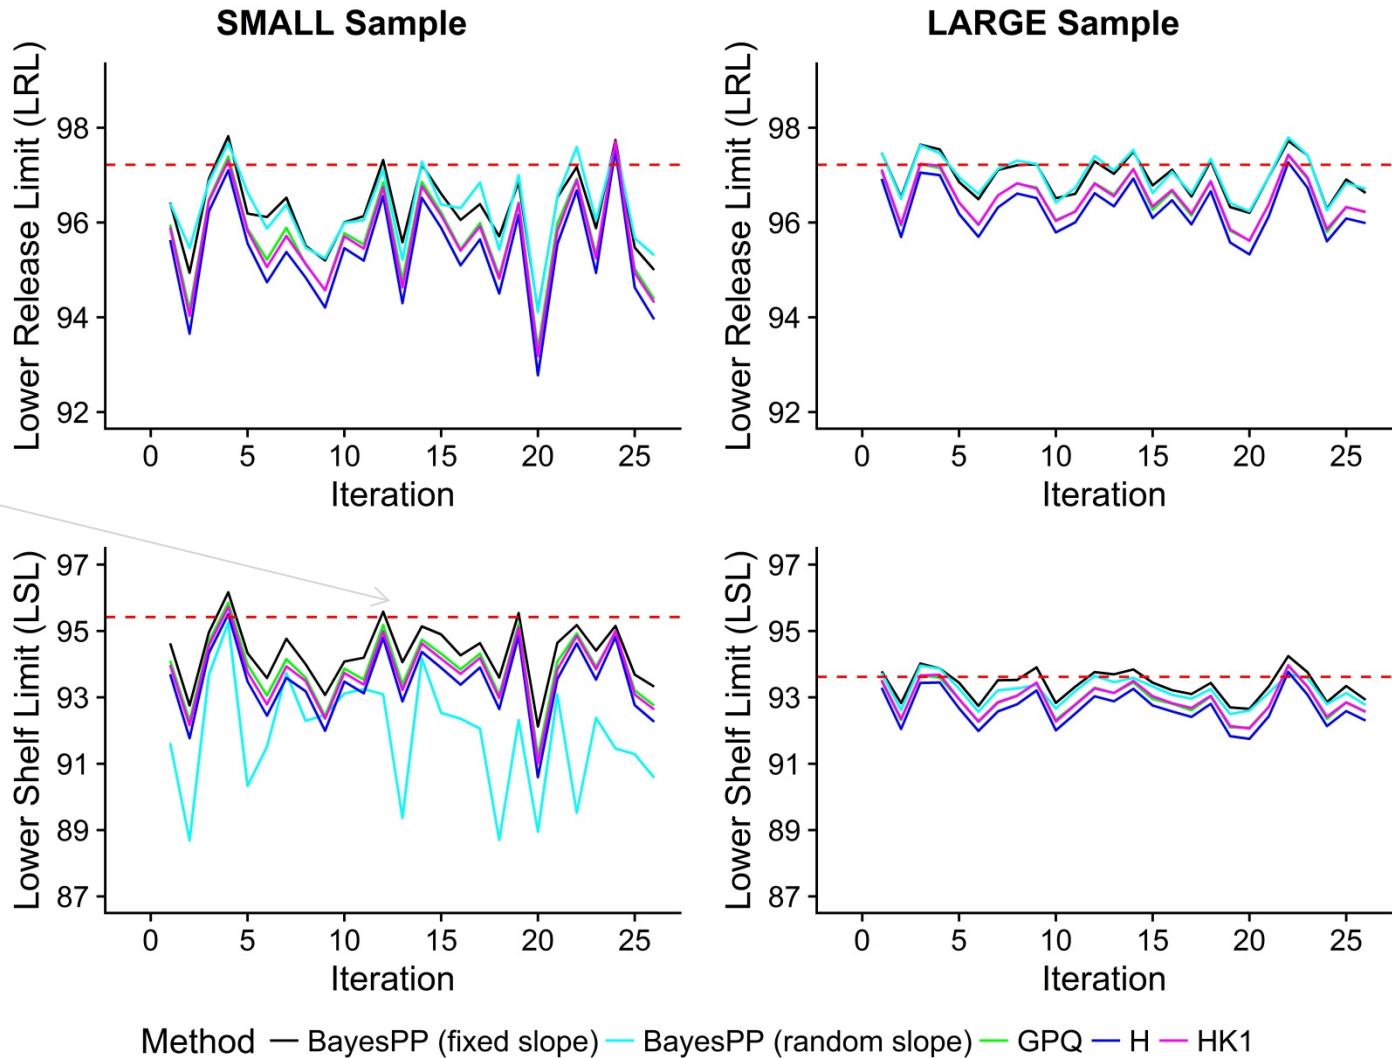 SMALL Sample
LARGE Sample
Lower Release Limit (LRL)
98
96
94
92
0 5 10 15 20 25
Iteration
Lower Release Limit (LRL)
98
96
94
92
0 5 10 15 20 25
Iteration
Lower Shelf Limit (LSL)
97
95
93
91
89
87
0 5 10 15 20 25
Iteration
Lower Shelf Limit (LSL)
97
95
93
91
89
87
0 5 10 15 20 25
Iteration
Method BayesPP (fixed slope) BayesPP (random slope) GPQ H HK1